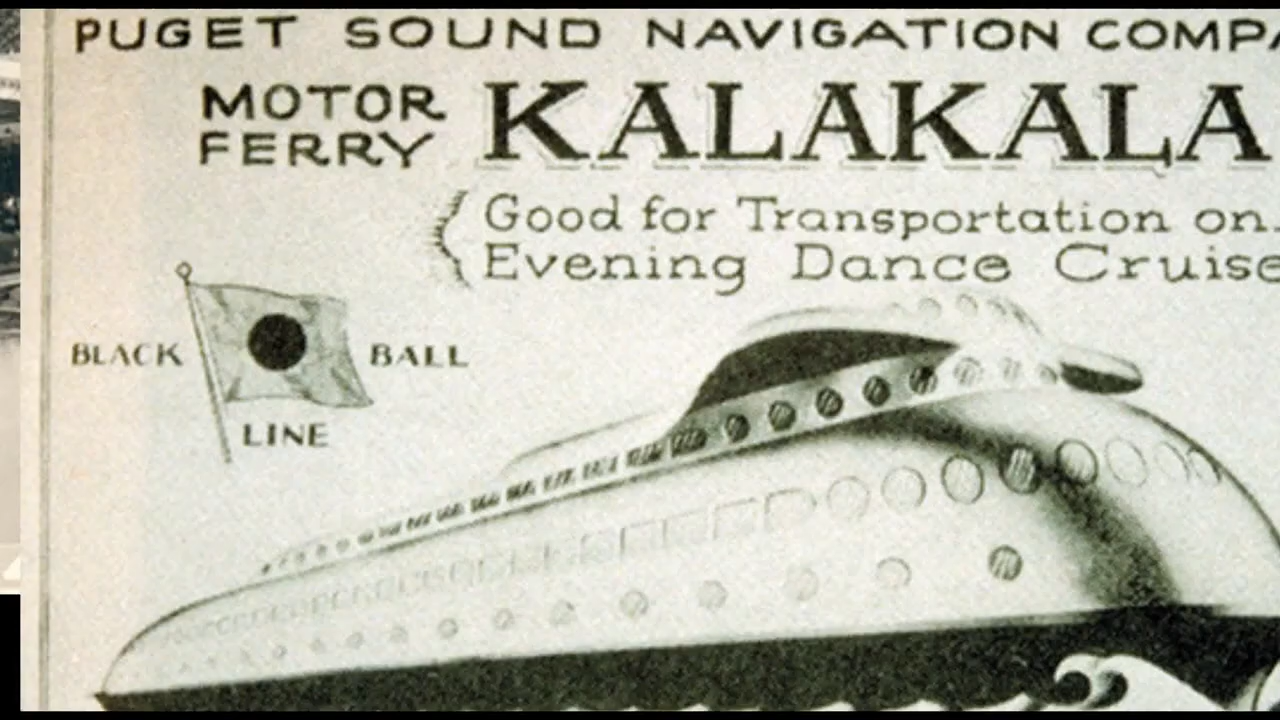 PUGET SOUND NAVIGATION COMPA
MOTOR FERRY KALAKALA
Good for Transportation on
Evening Dance Cruise
BLACK BALL
LINE